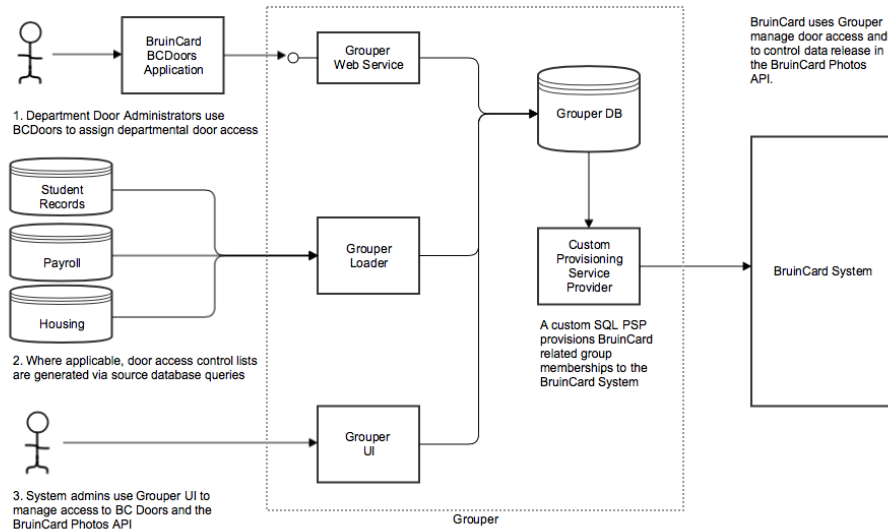 BruinCard
BCDoors
Application
Grouper
Web Service
Grouper DB
BruinCard uses Grouper
manage door access and
to control data release in
the BruinCard Photos
API.
1. Department Door Administrators use
BCDoors to assign departmental door access
Student
Records
Payroll
Housing
Grouper
Loader
Custom
Provisioning
Service
Provider
BruinCard System
A custom SQL PSP
provisions BruinCard
related group
memberships to the
BruinCard System
2. Where applicable, door access control lists
are generated via source database queries
Grouper
UI
3. System admins use Grouper UI to
manage access to BC Doors and the
BruinCard Photos API
Grouper